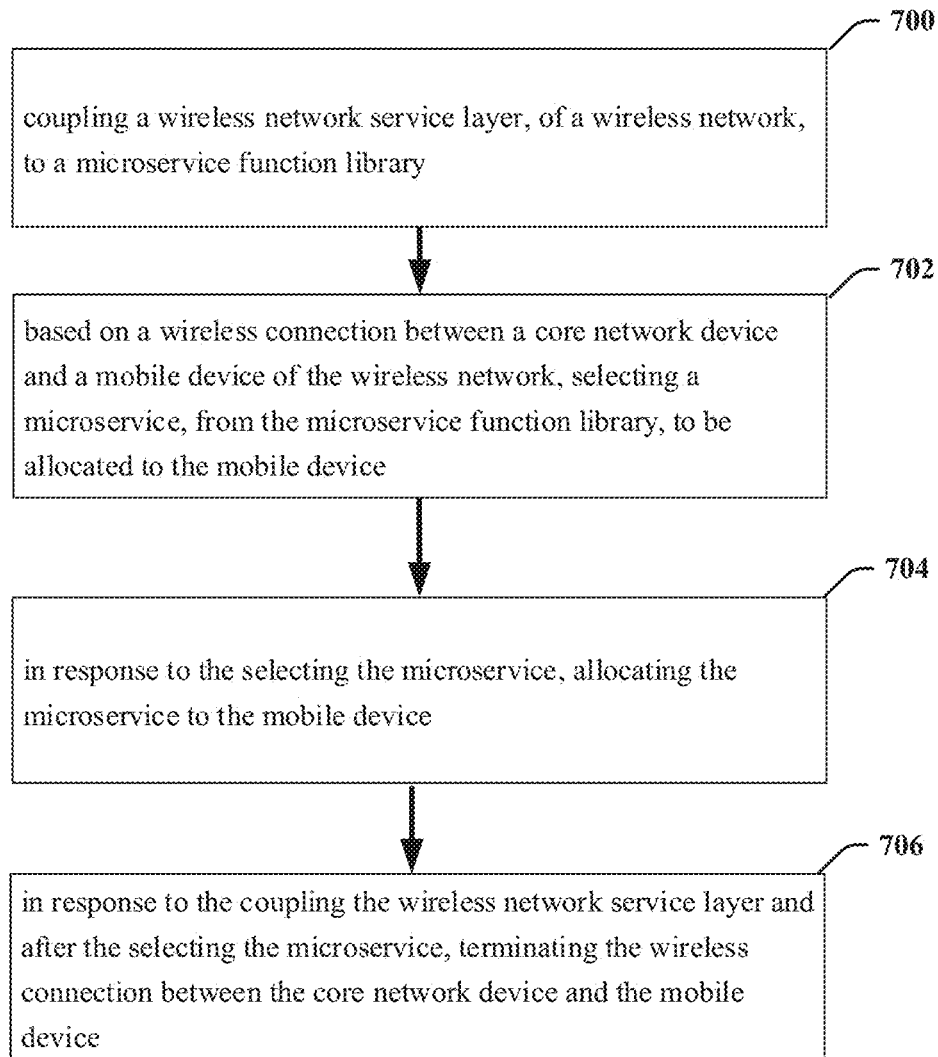 700
coupling a wireless network service layer, of a wireless network,
to a microservice function library
702
based on a wireless connection between a core network device
and a mobile device of the wireless network, selecting a
microservice, from the microservice function library, to be
allocated to the mobile device
704
in response to the selecting the microservice, allocating the
microservice to the mobile device
706
in response to the coupling the wireless network service layer and
after the selecting the microservice, terminating the wireless
connection between the core network device and the mobile
device